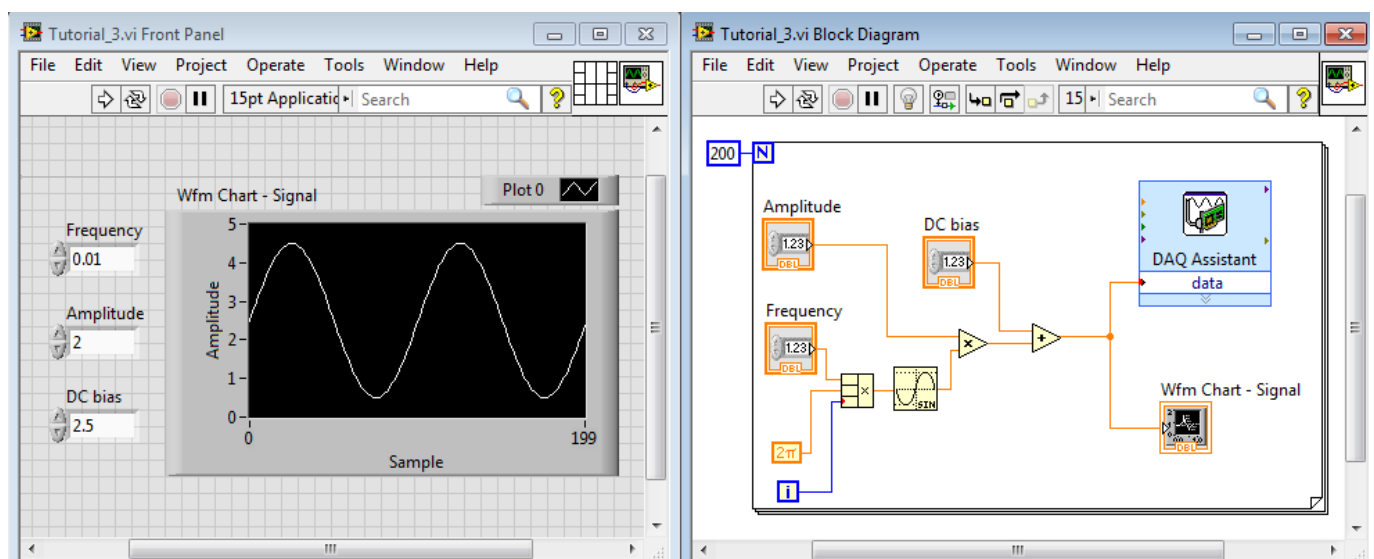 Tutorial_3.vi Front Panel
File Edit View Project Operate Tools Window Help
15pt Applicatic Search ?
Wfm Chart - Signal
Plot 0
Frequency
0.01
Amplitude
2
DC bias
2.5
Amplitude
5
4
3
2
1
0
0 199
Sample
Tutorial_3.vi Block Diagram
File Edit View Project Operate Tools Window Help
15 Search ?
200 N
Amplitude
1.23
DBL
DC bias
1.23
DBL
DAQ Assistant
data
Frequency
1.23
DBL
×
+
×
SIN
2π
i
Wfm Chart - Signal
DBL